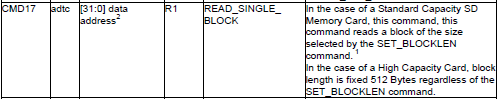 CMD17 adtc [31:0] data address2 R1 READ_SINGLE_BLOCK
In the case of a Standard Capacity SD
Memory Card, this command, this
command reads a block of the size
selected by the SET_BLOCKLEN
command. 1
In the case of a High Capacity Card, block
length is fixed 512 Bytes regardless of the
SET_BLOCKLEN command.